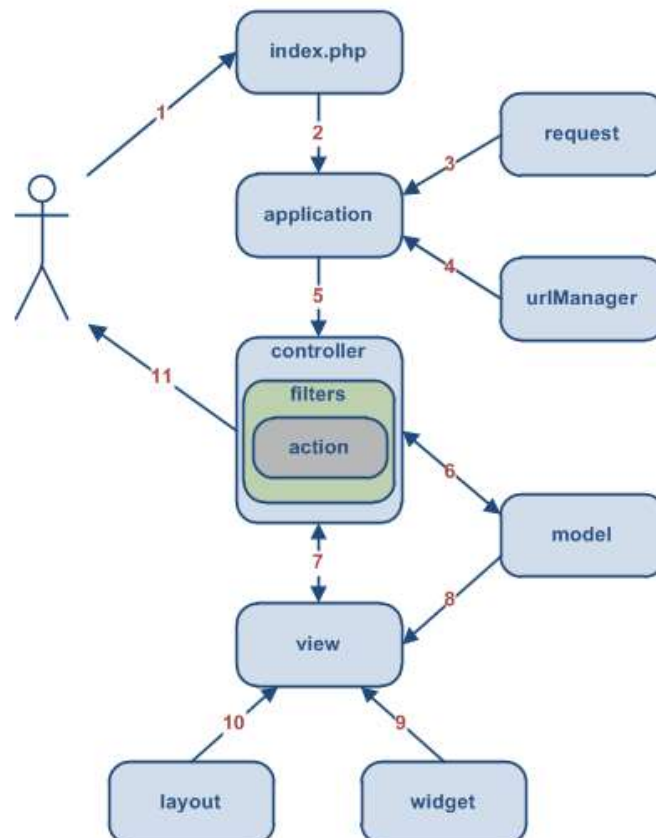 index.php
1
2
request
3
application
4
urlManager
5
controller
filters
11
action
6
model
7
8
view
10
9
layout
widget